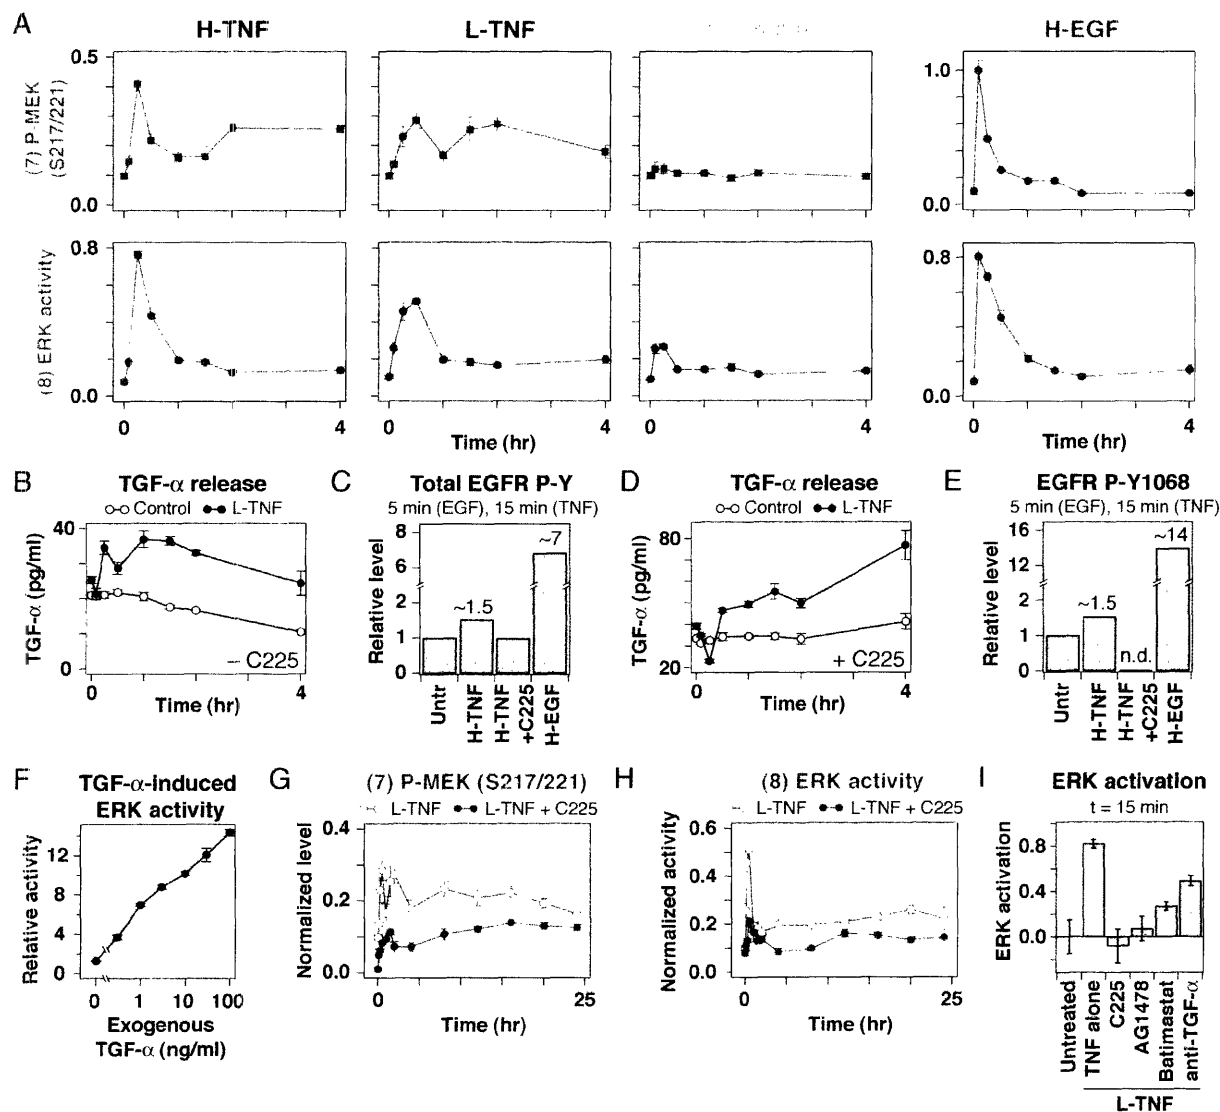 A
H-TNF
L-TNF
H-EGF
(7) P-MEK
(S217/221)
0.5
0.0
1.0
0.0
(8) ERK activity
0.8
0.0
0.8
0.0
0 4
0 4
0 4
0 4
Time (hr)
Time (hr)
B
TGF-α release
Control L-TNF
TGF-α (pg/ml)
40
0
– C225
0 4
Time (hr)
C
Total EGFR P-Y
5 min (EGF), 15 min (TNF)
Relative level
8
6
2
1
0
~1.5
~7
Untr
H-TNF
H-TNF
+C225
H-EGF
D
TGF-α release
Control L-TNF
TGF-α (pg/ml)
80
20
+ C225
0 4
Time (hr)
E
EGFR P-Y1068
5 min (EGF), 15 min (TNF)
Relative level
16
12
2
1
0
~1.5
n.d.
~14
Untr
H-TNF
H-TNF
+C225
H-EGF
F
TGF-α-induced
ERK activity
Relative activity
12
8
4
0
0 1 10 100
Exogenous
TGF-α (ng/ml)
G
(7) P-MEK (S217/221)
L-TNF L-TNF + C225
Normalized level
0.4
0.2
0.0
0 25
Time (hr)
H
(8) ERK activity
L-TNF L-TNF + C225
Normalized activity
0.6
0.4
0.2
0.0
0 25
Time (hr)
I
ERK activation
t = 15 min
ERK activation
0.8
0.4
0.0
Untreated
TNF alone
C225
AG1478
Batimastat
anti-TGF-α
L-TNF